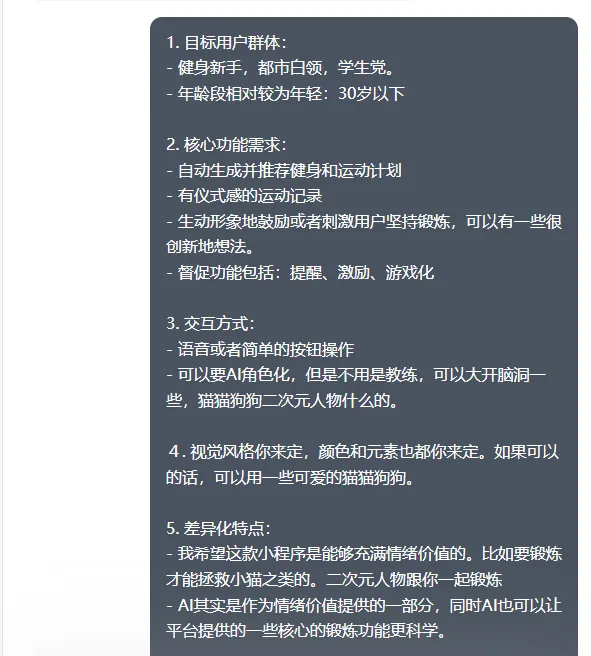 1. 目标用户群体：
- 健身新手，都市白领，学生党。
- 年龄段相对较为年轻：30岁以下
2. 核心功能需求：
- 自动生成并推荐健身和运动计划
- 有仪式感的运动记录
- 生动形象地鼓励或者刺激用户坚持锻炼，可以有一些很
创新地想法。
- 督促功能包括：提醒、激励、游戏化
3. 交互方式：
- 语音或者简单的按钮操作
- 可以要AI角色化，但是不用是教练，可以大开脑洞一
些，猫猫狗狗二次元人物什么的。
４. 视觉风格你来定，颜色和元素也都你来定。如果可以
的话，可以用一些可爱的猫猫狗狗。
5. 差异化特点：
- 我希望这款小程序是能够充满情绪价值的。比如要锻炼
才能拯救小猫之类的。二次元人物跟你一起锻炼
- AI其实是作为情绪价值提供的一部分，同时AI也可以让
平台提供的一些核心的锻炼功能更科学。